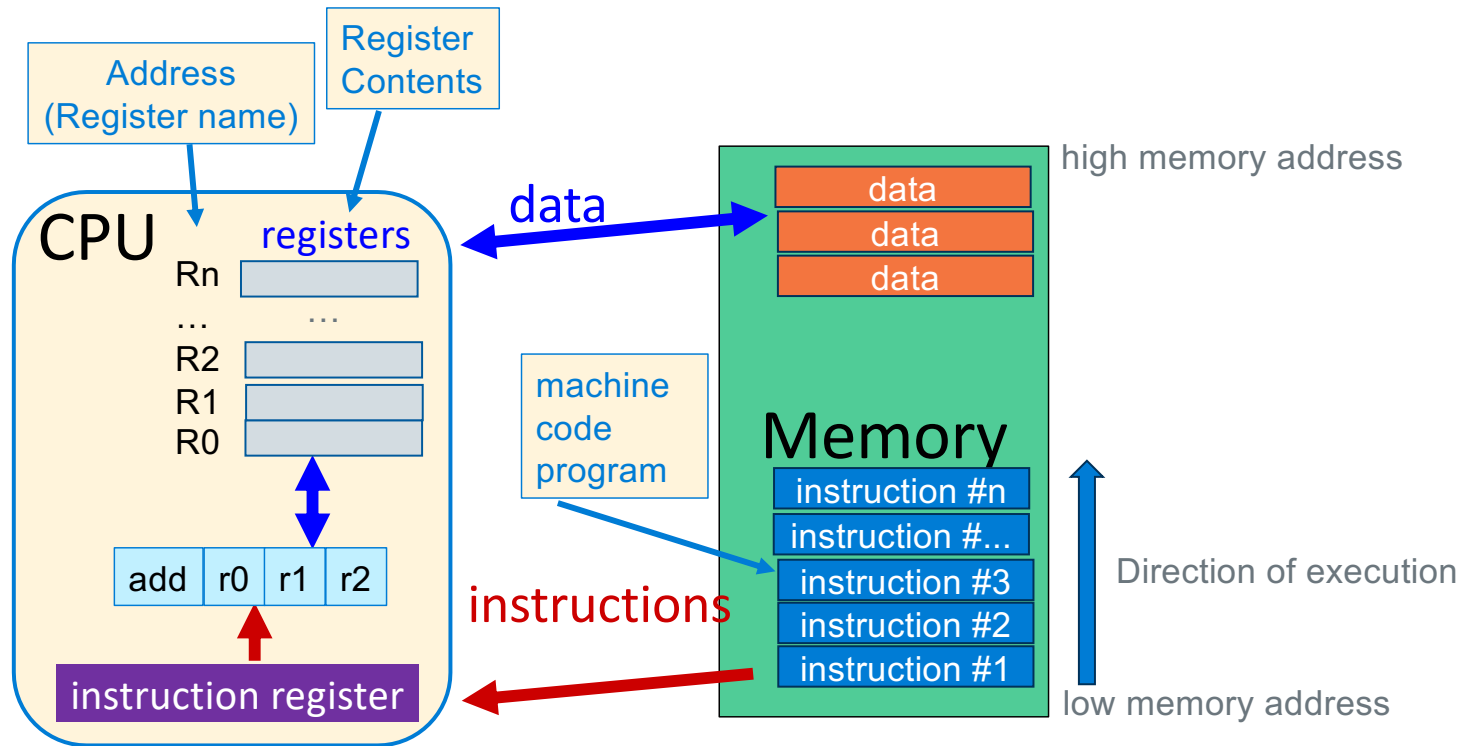 Address
(Register name)
Register
Contents
CPU
registers
Rn
...
...
R2
R1
R0
add r0 r1 r2
instruction register
data
instructions
machine
code
program
high memory address
data
data
data
Memory
instruction #n
instruction #...
instruction #3
instruction #2
instruction #1
Direction of execution
low memory address